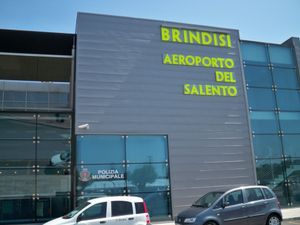 BRINDISI
AEROPORTO
DEL
SALENTO
POLIZIA
MUNICIPALE